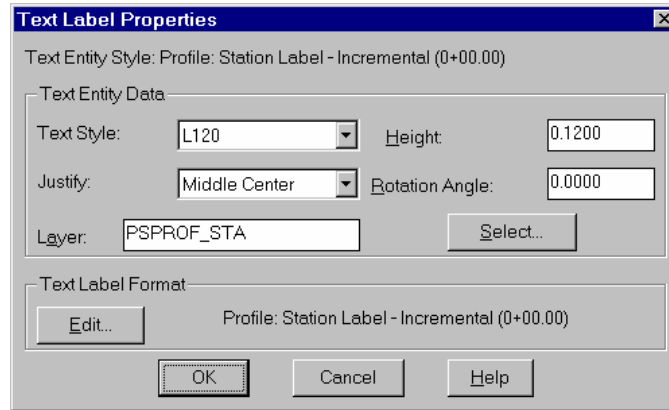 Text Label Properties
Text Entity Style: Profile: Station Label - Incremental (0+00.00)
Text Entity Data
Text Style: L120 Height: 0.1200
Justify: Middle Center Rotation Angle: 0.0000
Layer: PSPROF_STA Select...
Text Label Format
Edit... Profile: Station Label - Incremental (0+00.00)
OK Cancel Help